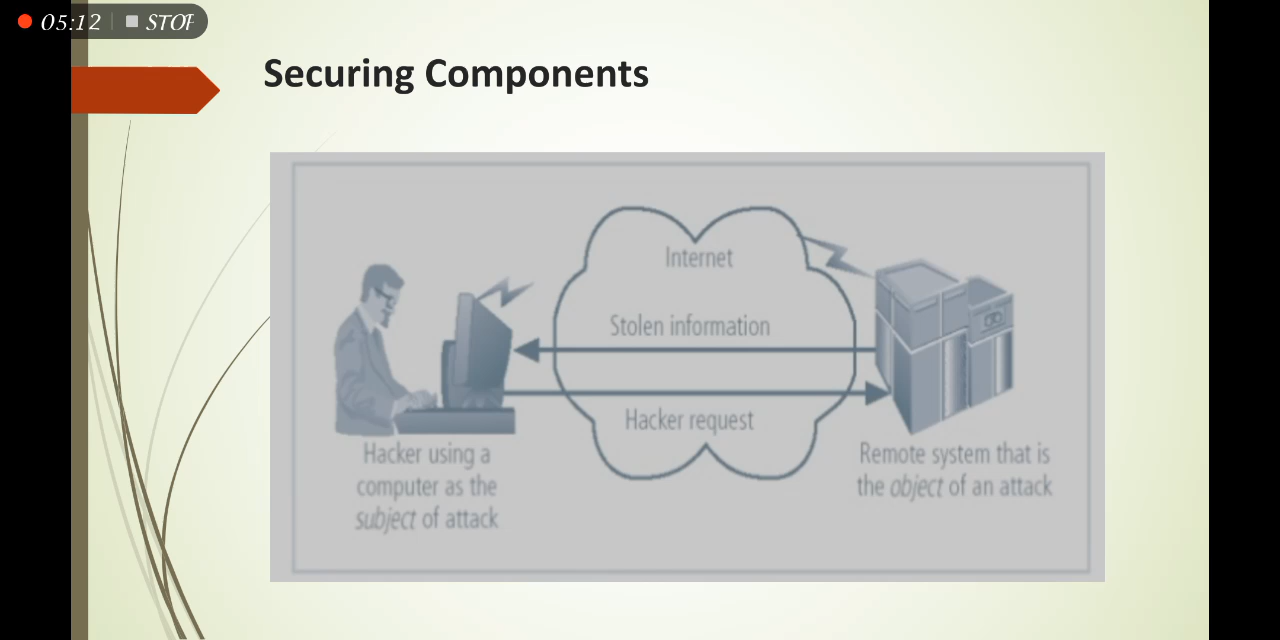 05:12 STOP
Securing Components
Internet
Stolen information
Hacker request
Hacker using a
computer as the
subject of attack
Remote system that is
the object of an attack